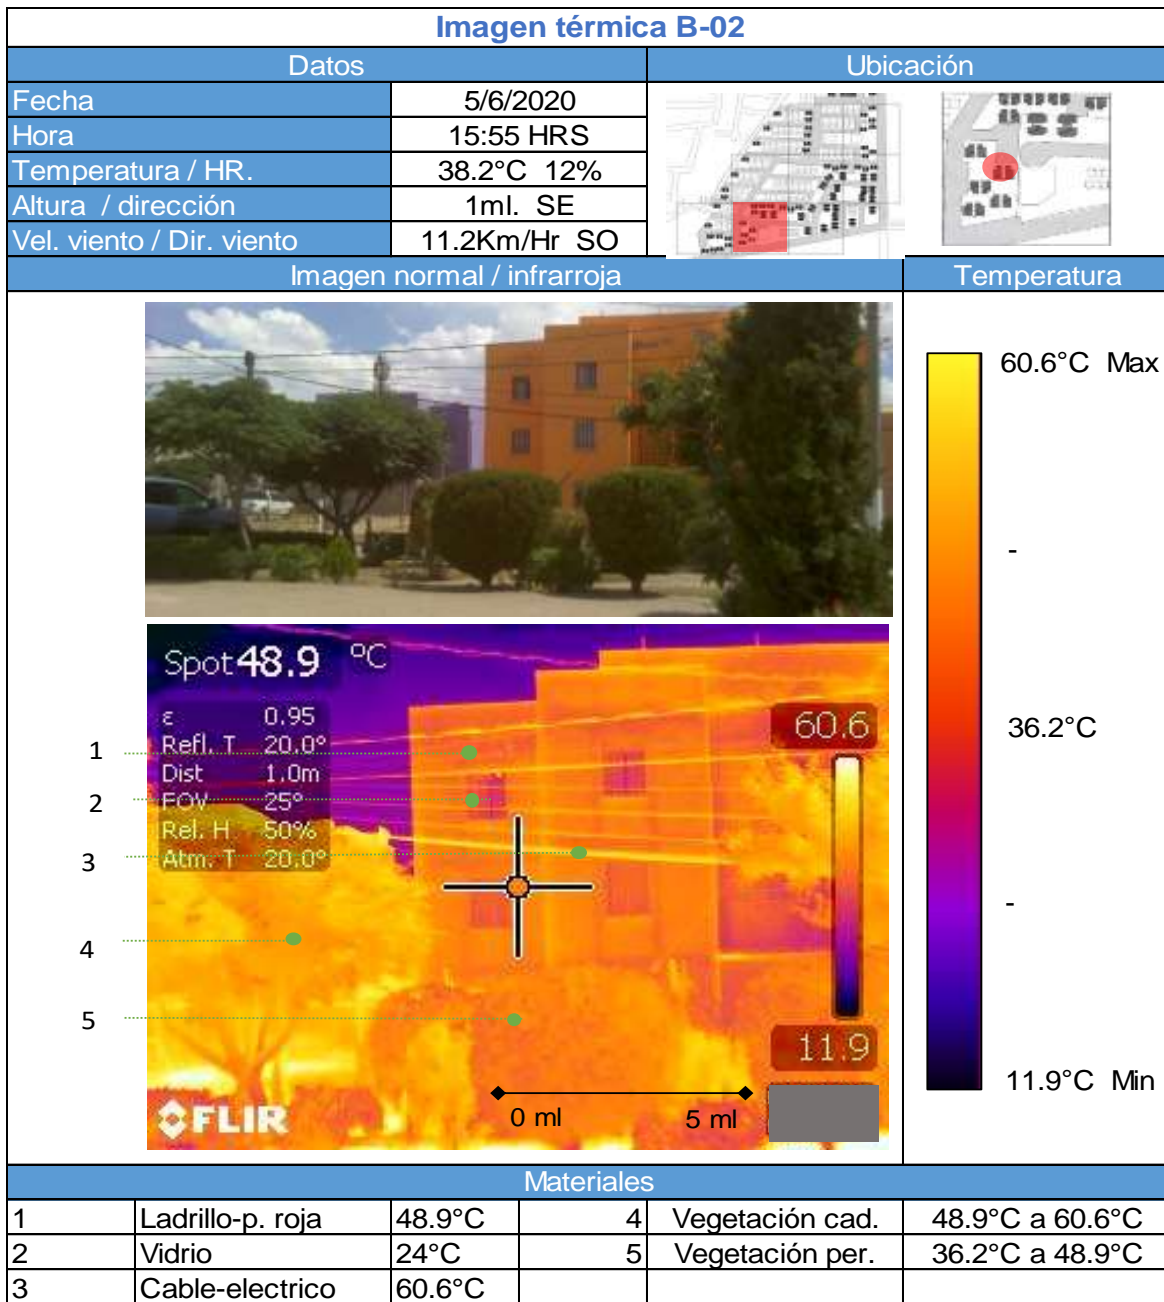 Imagen térmica B-02
Datos
Ubicación
Fecha 5/6/2020
Hora 15:55 HRS
Temperatura / HR. 38.2°C 12%
Altura / dirección 1ml. SE
Vel. viento / Dir. viento 11.2Km/Hr SO
Imagen normal / infrarroja
Temperatura
Spot 48.9 °C
ε 0.95
Refl. T 20.0°
Dist 1.0m
FOV 25°
Rel. H 50%
Atm. T 20.0°
60.6
11.9
1
2
3
4
5
0 ml 5 ml
FLIR
60.6°C Max
-
36.2°C
-
11.9°C Min
Materiales
1 Ladrillo-p. roja 48.9°C 4 Vegetación cad. 48.9°C a 60.6°C
2 Vidrio 24°C 5 Vegetación per. 36.2°C a 48.9°C
3 Cable-electrico 60.6°C